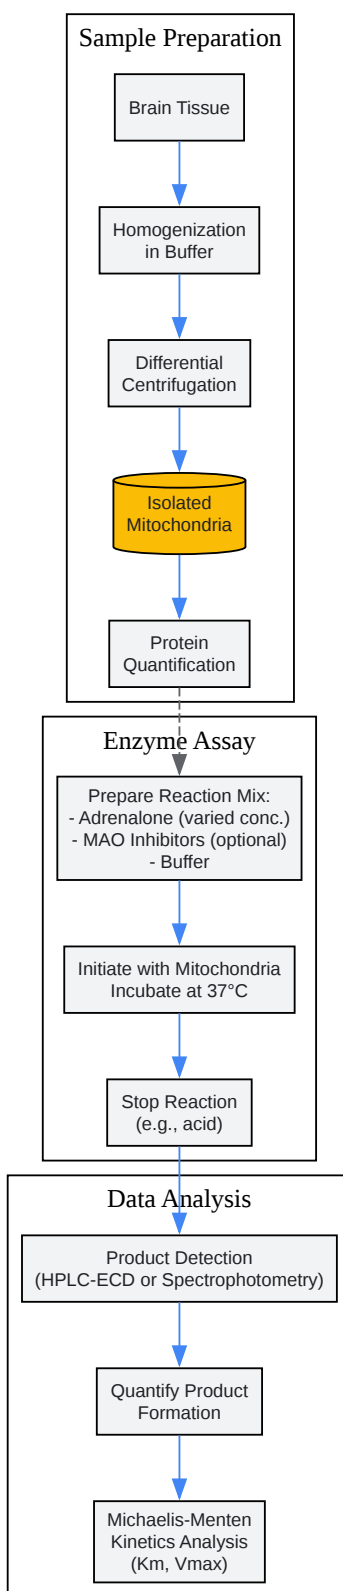 Sample Preparation
Brain Tissue
Homogenization
in Buffer
Differential
Centrifugation
Isolated
Mitochondria
Protein
Quantification
Enzyme Assay
Prepare Reaction Mix:
- Adrenalone (varied conc.)
- MAO Inhibitors (optional)
- Buffer
Initiate with Mitochondria
Incubate at 37°C
Stop Reaction
(e.g., acid)
Data Analysis
Product Detection
(HPLC-ECD or Spectrophotometry)
Quantify Product
Formation
Michaelis-Menten
Kinetics Analysis
(Km, Vmax)